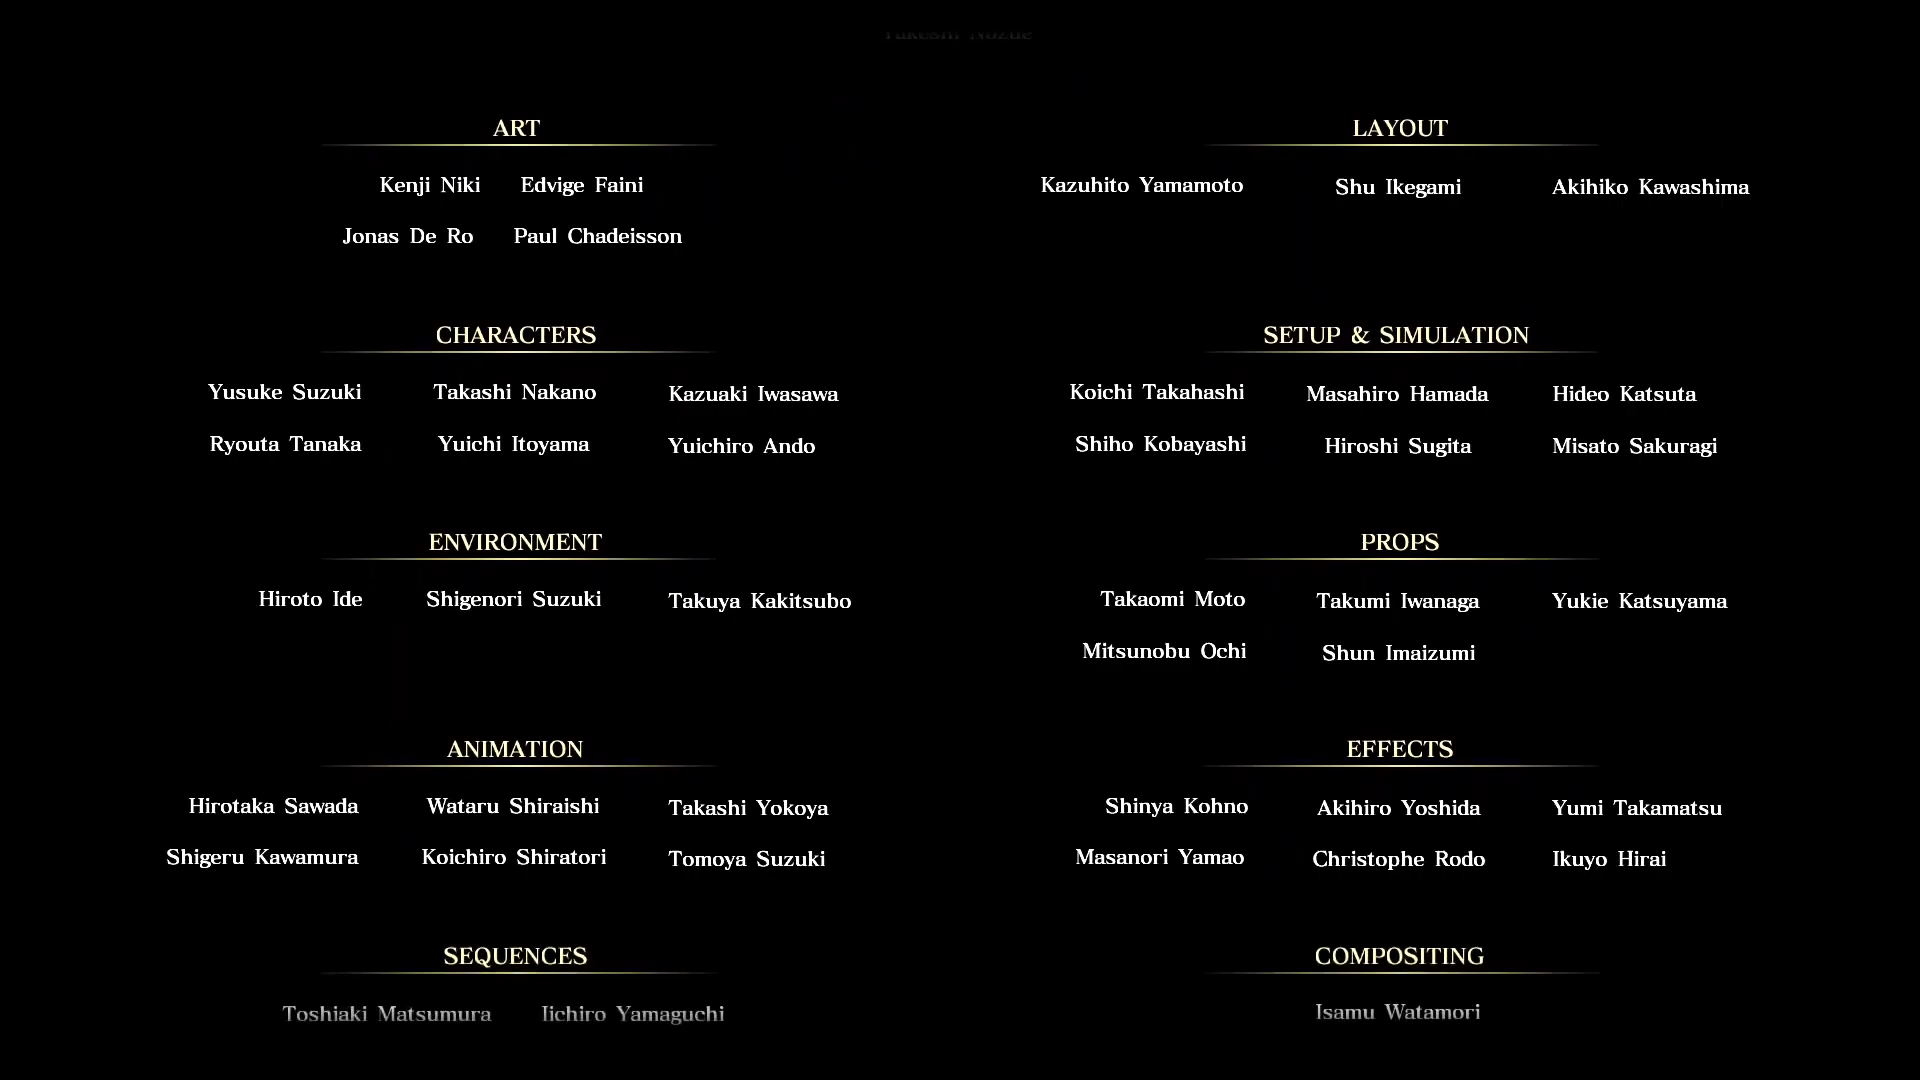 Takeshi Nozue
ART
Kenji Niki Edvige Faini
Jonas De Ro Paul Chadeisson
LAYOUT
Kazuhito Yamamoto Shu Ikegami Akihiko Kawashima
CHARACTERS
Yusuke Suzuki Takashi Nakano Kazuaki Iwasawa
Ryouta Tanaka Yuichi Itoyama Yuichiro Ando
SETUP & SIMULATION
Koichi Takahashi Masahiro Hamada Hideo Katsuta
Shiho Kobayashi Hiroshi Sugita Misato Sakuragi
ENVIRONMENT
Hiroto Ide Shigenori Suzuki Takuya Kakitsubo
PROPS
Takaomi Moto Takumi Iwanaga Yukie Katsuyama
Mitsunobu Ochi Shun Imaizumi
ANIMATION
Hirotaka Sawada Wataru Shiraishi Takashi Yokoya
Shigeru Kawamura Koichiro Shiratori Tomoya Suzuki
EFFECTS
Shinya Kohno Akihiro Yoshida Yumi Takamatsu
Masanori Yamao Christophe Rodo Ikuyo Hirai
SEQUENCES
Toshiaki Matsumura Iichiro Yamaguchi
COMPOSITING
Isamu Watamori